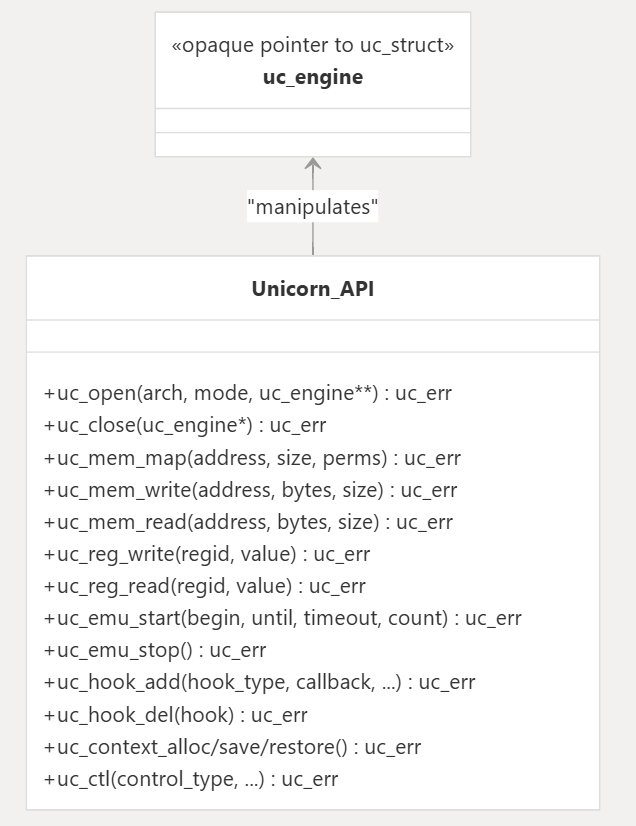 «opaque pointer to uc_struct»
uc_engine
"manipulates"
Unicorn_API
+uc_open(arch, mode, uc_engine**) : uc_err
+uc_close(uc_engine*) : uc_err
+uc_mem_map(address, size, perms) : uc_err
+uc_mem_write(address, bytes, size) : uc_err
+uc_mem_read(address, bytes, size) : uc_err
+uc_reg_write(regid, value) : uc_err
+uc_reg_read(regid, value) : uc_err
+uc_emu_start(begin, until, timeout, count) : uc_err
+uc_emu_stop() : uc_err
+uc_hook_add(hook_type, callback, ...) : uc_err
+uc_hook_del(hook) : uc_err
+uc_context_alloc/save/restore() : uc_err
+uc_ctl(control_type, ...) : uc_err